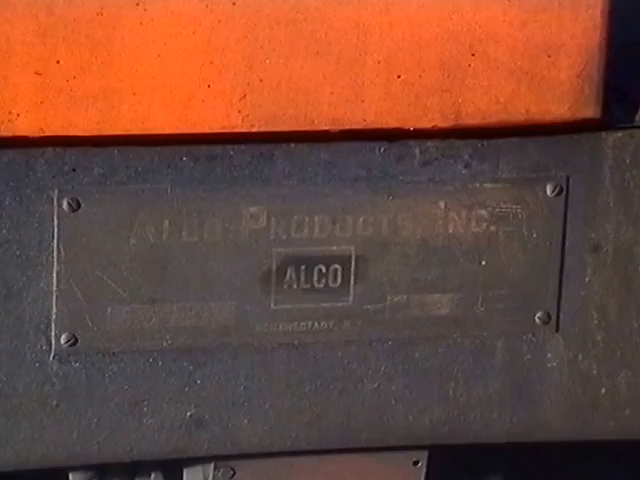 ALCO PRODUCTS, INC.
ALCO
SCHENECTADY, N.Y.